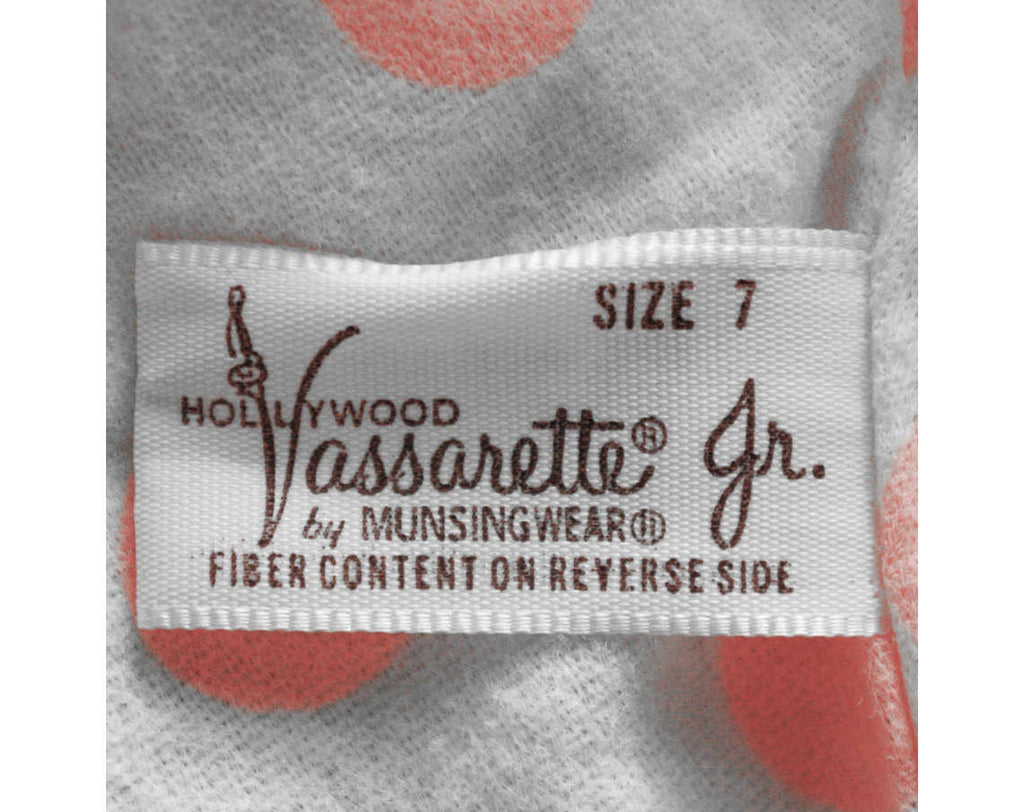 SIZE 7
HOLLYWOOD
Vassarette® Jr.
by MUNSINGWEAR®
FIBER CONTENT ON REVERSE SIDE